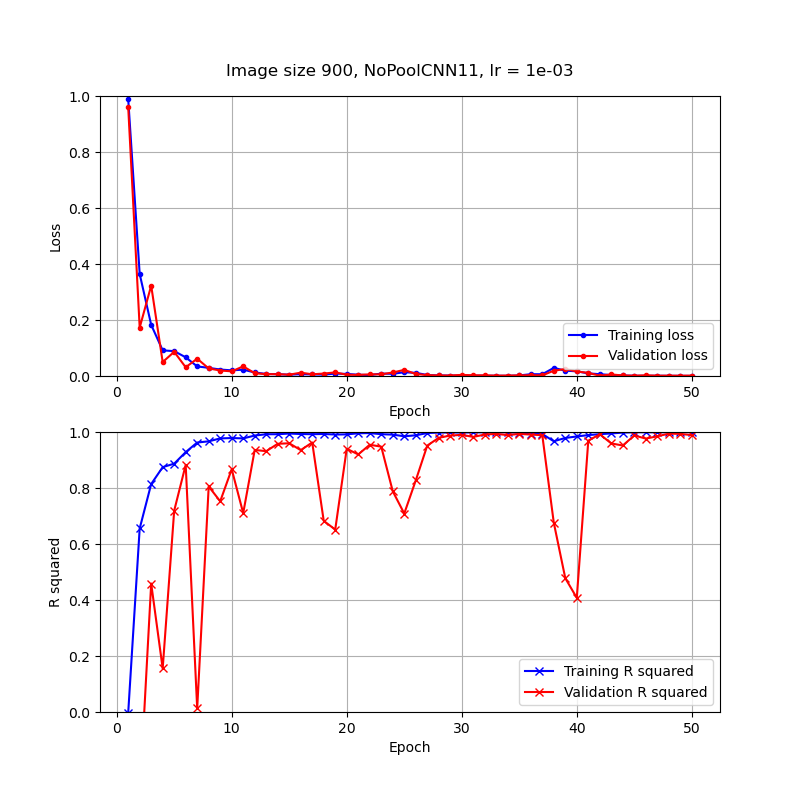 Image size 900, NoPoolCNN11, lr = 1e-03
1.0
0.8
0.6
0.4
0.2
0.0
Loss
0
10
20
30
40
50
Epoch
Training loss
Validation loss
1.0
0.8
0.6
0.4
0.2
0.0
R squared
0
10
20
30
40
50
Epoch
Training R squared
Validation R squared